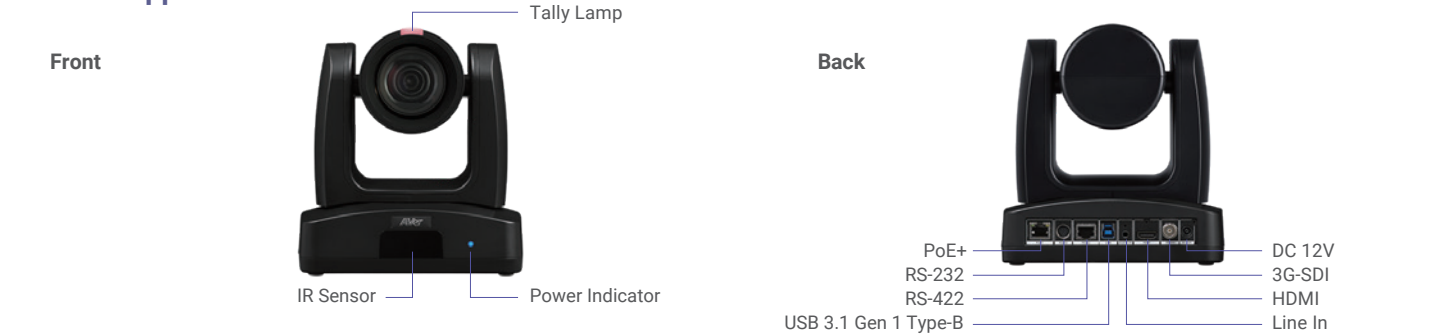 Tally Lamp
Front
Back
AVer
IR Sensor
Power Indicator
PoE+
RS-232
RS-422
USB 3.1 Gen 1 Type-B
DC 12V
3G-SDI
HDMI
Line In